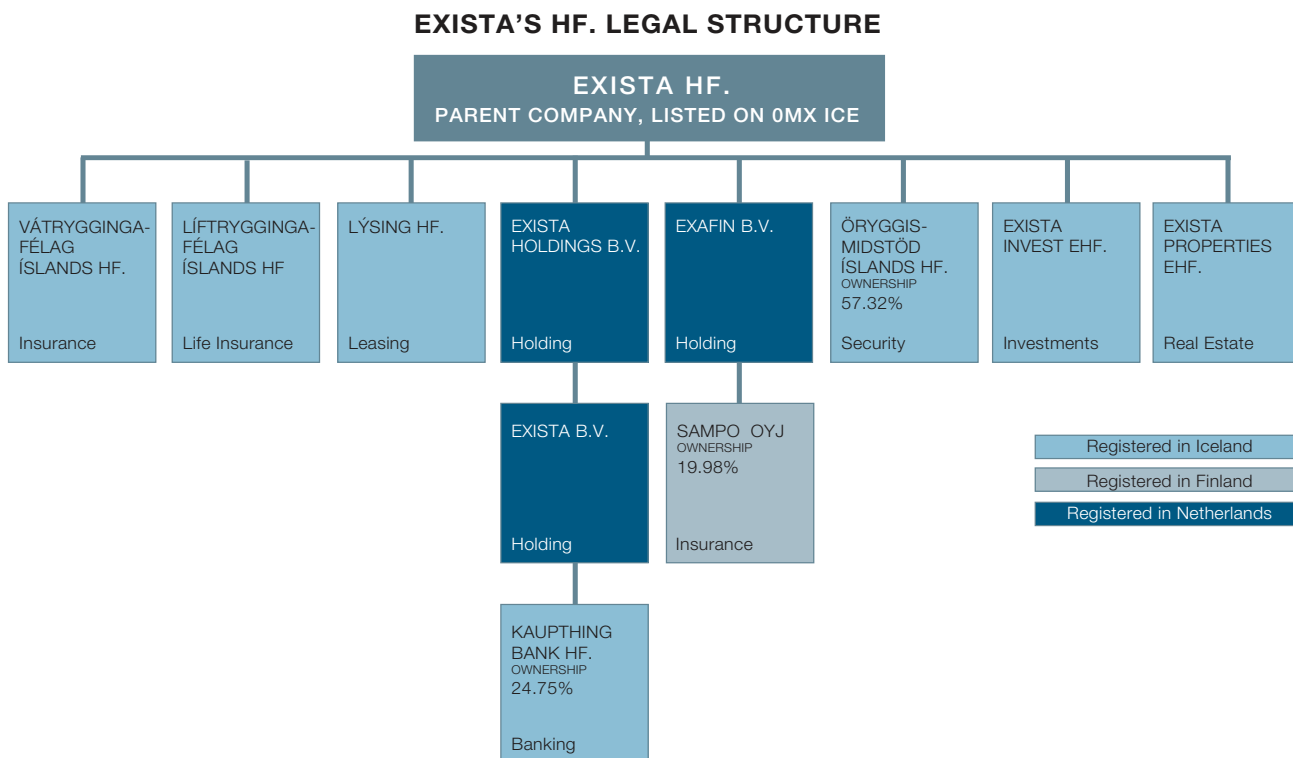 EXISTA'S HF. LEGAL STRUCTURE
EXISTA HF.
PARENT COMPANY, LISTED ON 0MX ICE
VÁTRYGGINGA-
FÉLAG
ÍSLANDS HF.
Insurance
LÍFTRYGGINGA-
FÉLAG
ÍSLANDS HF
Life Insurance
LÝSING HF.
Leasing
EXISTA
HOLDINGS B.V.
Holding
EXAFIN B.V.
Holding
ÖRYGGIS-
MIDSTÖD
ÍSLANDS HF.
OWNERSHIP
57.32%
Security
EXISTA
INVEST EHF.
Investments
EXISTA
PROPERTIES
EHF.
Real Estate
EXISTA B.V.
Holding
SAMPO OYJ
OWNERSHIP
19.98%
Insurance
Registered in Iceland
Registered in Finland
Registered in Netherlands
KAUPTHING
BANK HF.
OWNERSHIP
24.75%
Banking